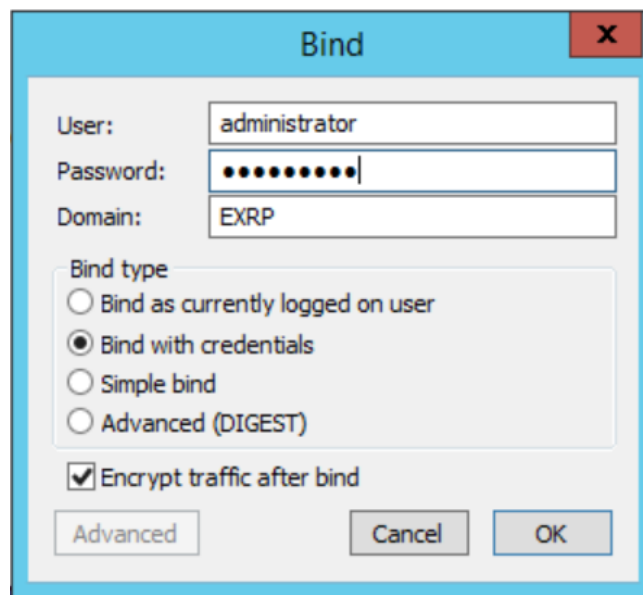 Bind
x
User: administrator
Password: ●●●●●●●●●
Domain: EXRP
Bind type
Bind as currently logged on user
Bind with credentials
Simple bind
Advanced (DIGEST)
Encrypt traffic after bind
Advanced Cancel OK